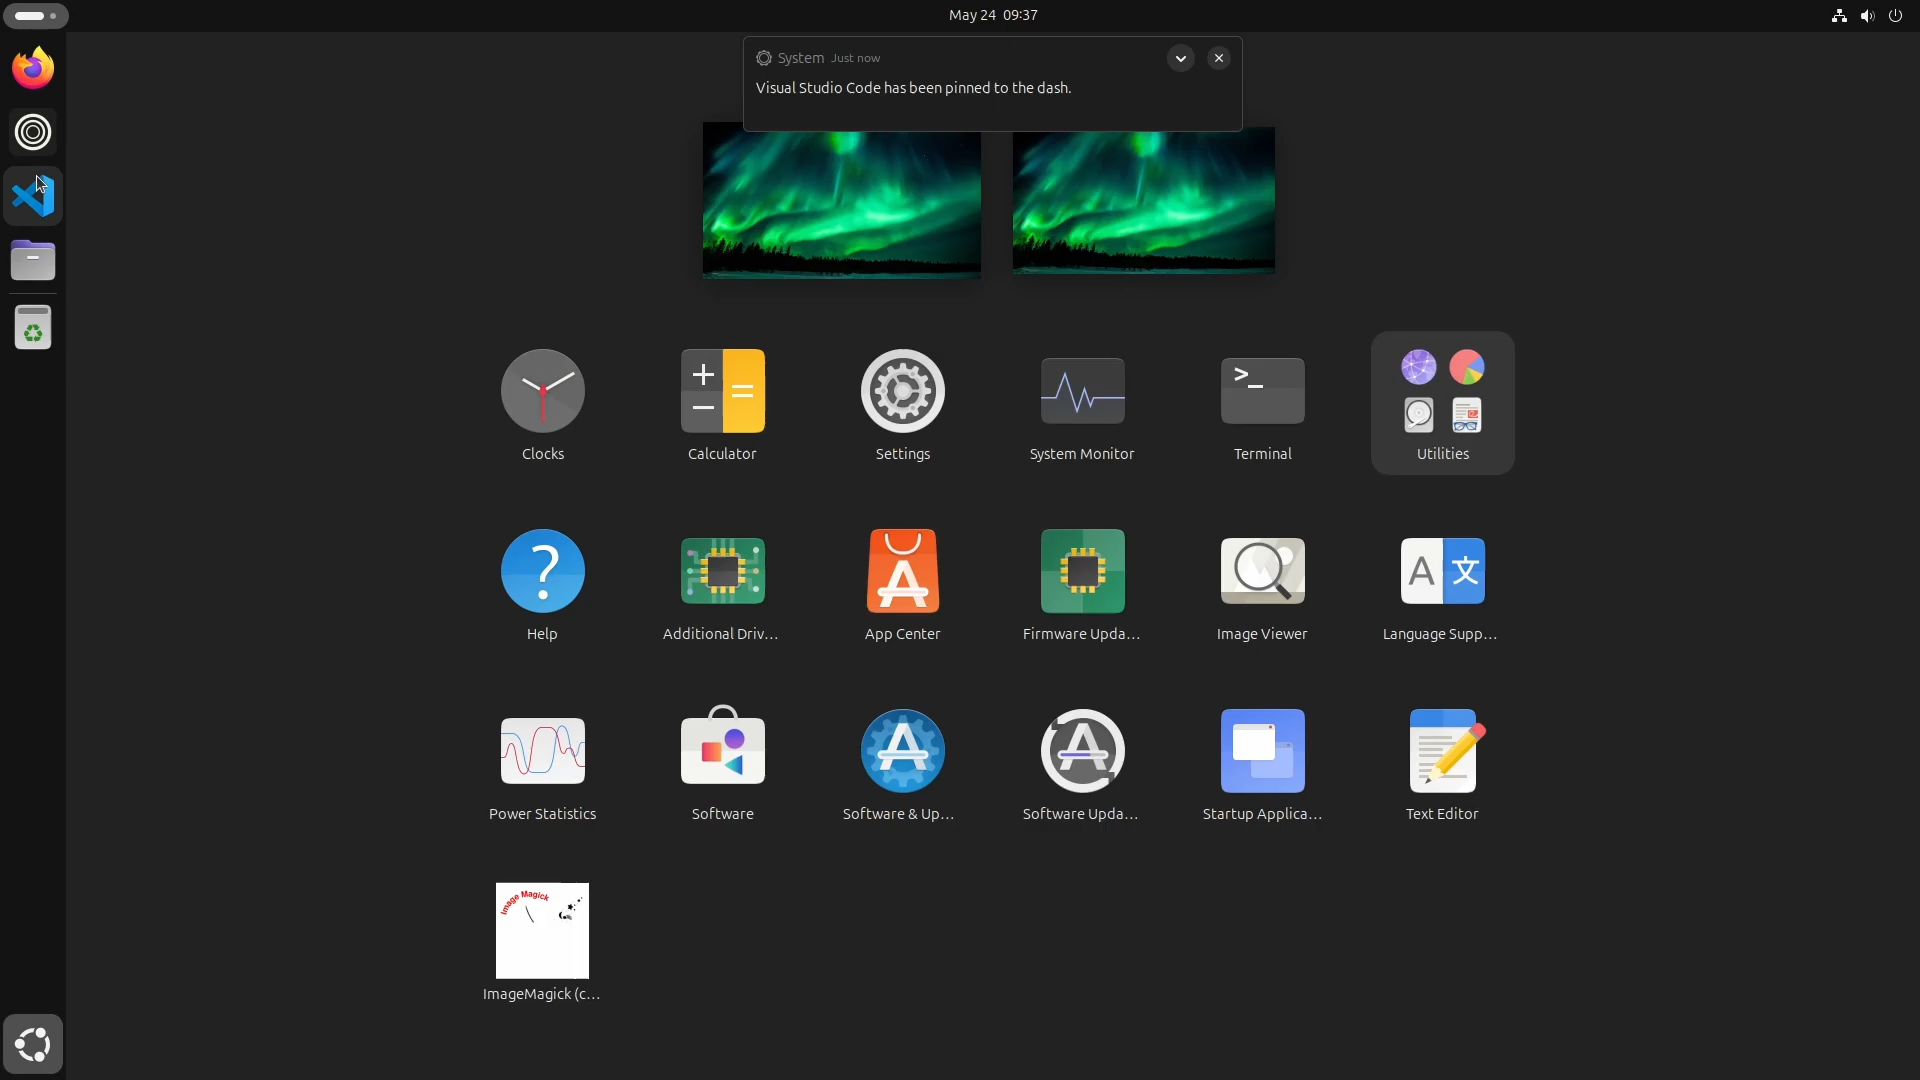 May 24 09:37
System Just now
Visual Studio Code has been pinned to the dash.
Clocks
Calculator
Settings
System Monitor
Terminal
Utilities
Help
Additional Driv...
App Center
Firmware Upda...
Image Viewer
Language Supp...
Power Statistics
Software
Software & Up...
Software Upda...
Startup Applica...
Text Editor
Image Magick
ImageMagick (c...